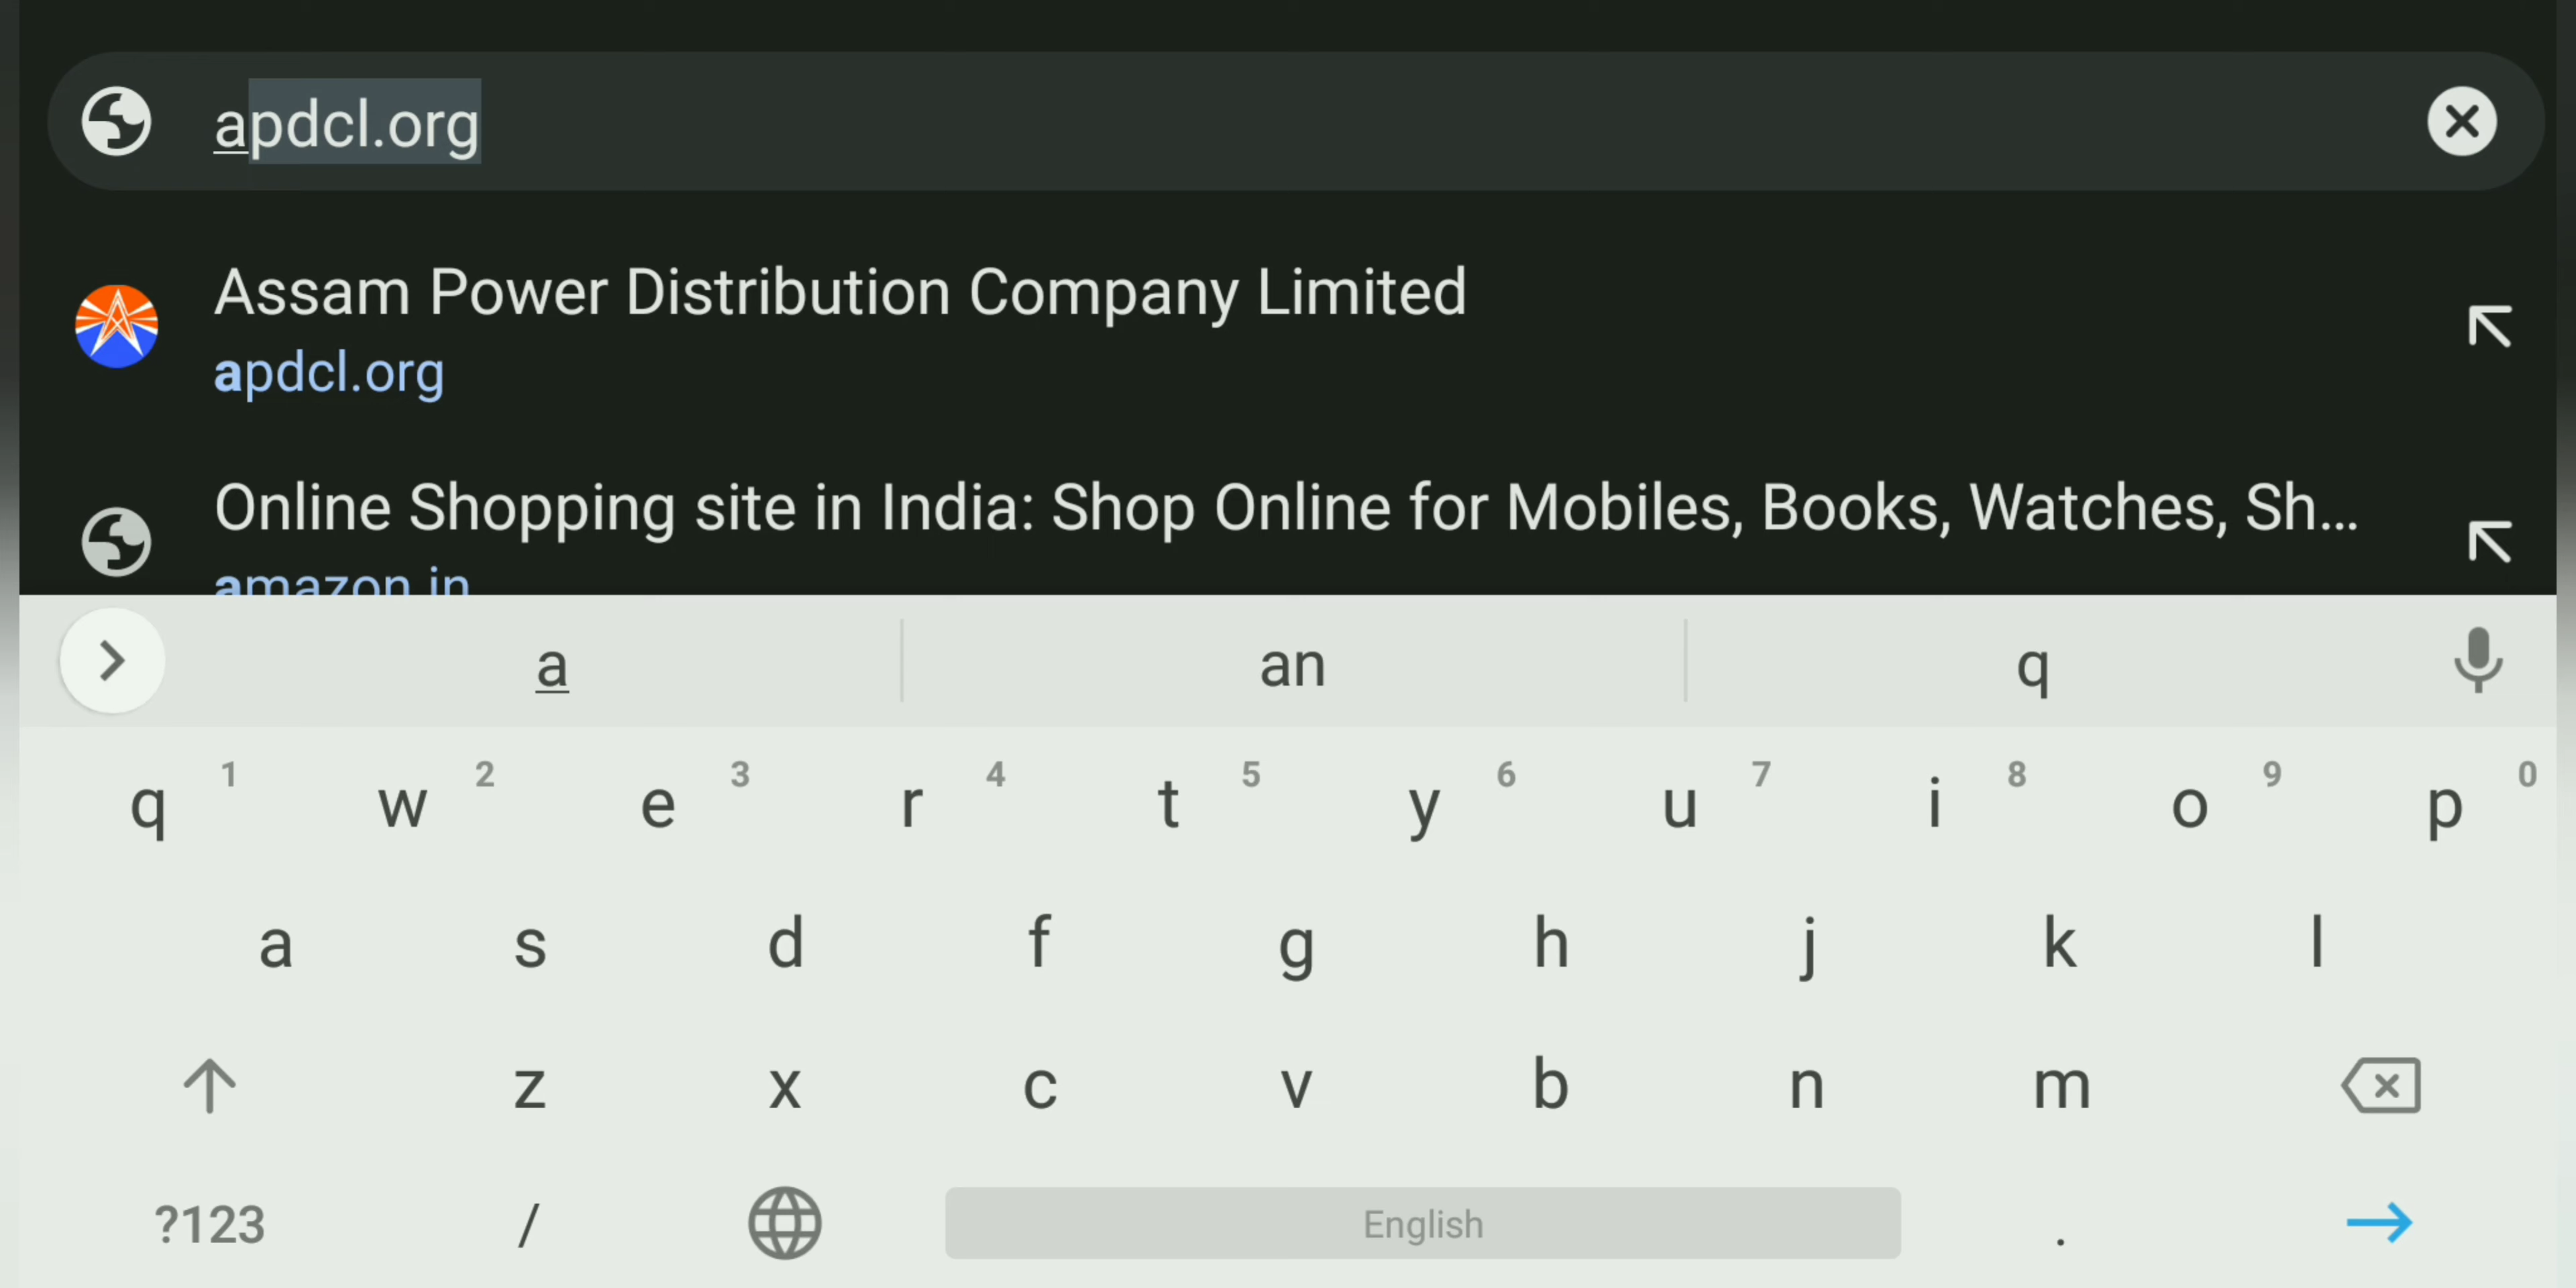 apdcl.org
Assam Power Distribution Company Limited
apdcl.org
Online Shopping site in India: Shop Online for Mobiles, Books, Watches, Sh...
amazon.in
a an q
q 1 w 2 e 3 r 4 t 5 y 6 u 7 i 8 o 9 p 0
a s d f g h j k l
z x c v b n m
?123 / English .